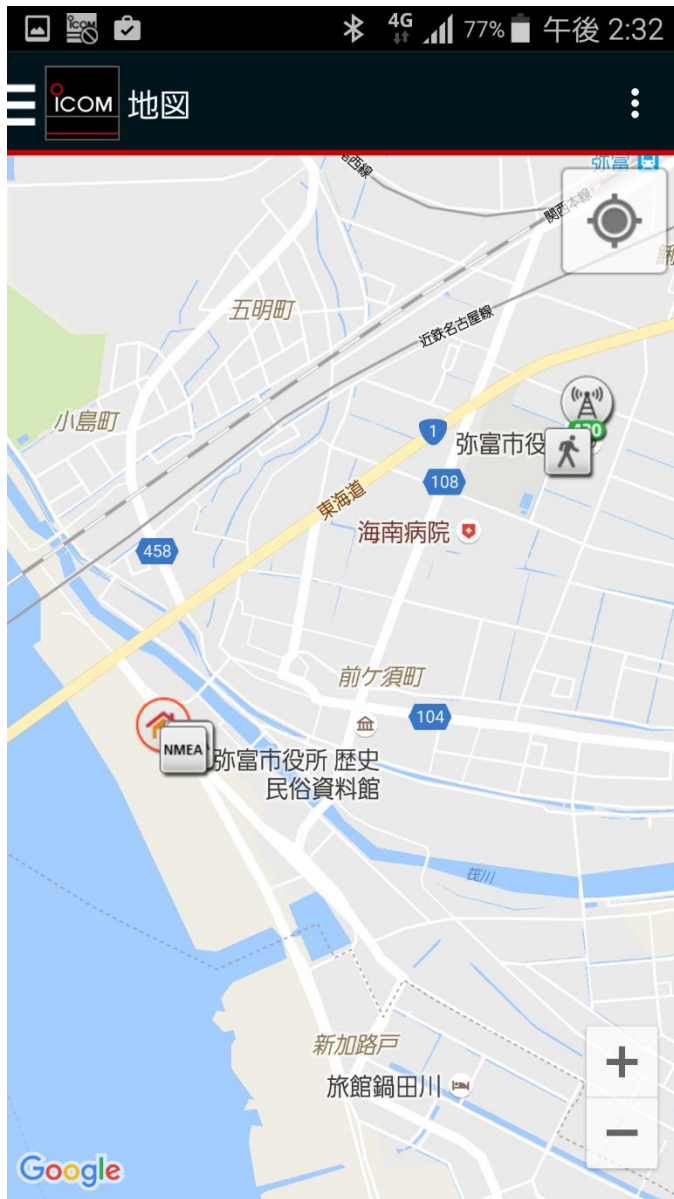 ICOM
4G
77%
午後 2:32
ICOM
地図
弥富
関西本線
五明町
近鉄名古屋線
小島町
1
弥富市役
108
東海道
海南病院
458
前ケ須町
104
NMEA
弥富市役所 歴史
民俗資料館
筏川
新加路戸
旅館鍋田川
+
−
Google